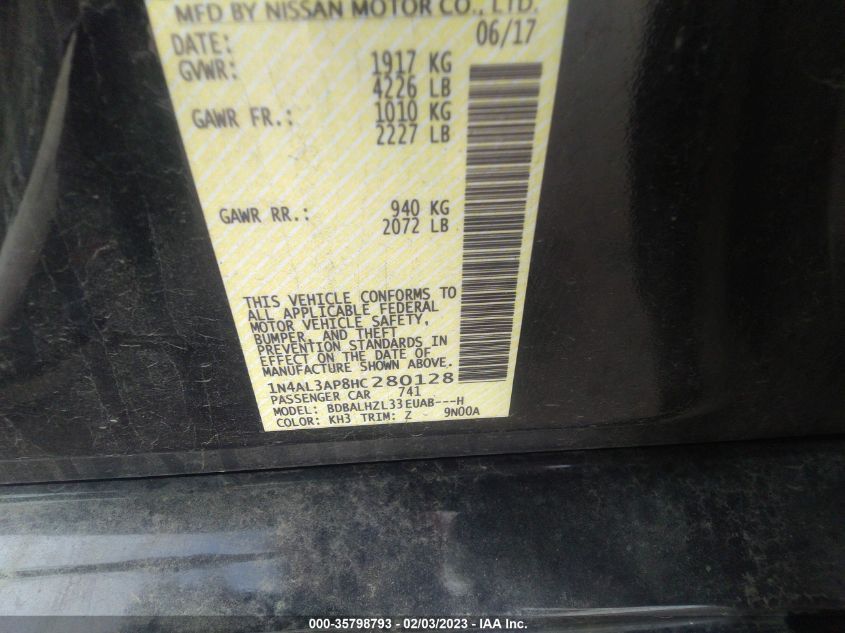 MFD BY NISSAN MOTOR CO., LTD.
DATE: 06/17
GVWR: 1917 KG
4226 LB
GAWR FR.: 1010 KG
2227 LB
GAWR RR.: 940 KG
2072 LB
THIS VEHICLE CONFORMS TO
ALL APPLICABLE FEDERAL
MOTOR VEHICLE SAFETY,
BUMPER, AND THEFT
PREVENTION STANDARDS IN
EFFECT ON THE DATE OF
MANUFACTURE SHOWN ABOVE.
1N4AL3AP8HC280128
PASSENGER CAR 741
MODEL: BDBALHZL33EUAB---H
COLOR: KH3 TRIM: Z 9N00A
000-35798793 - 02/03/2023 - IAA Inc.